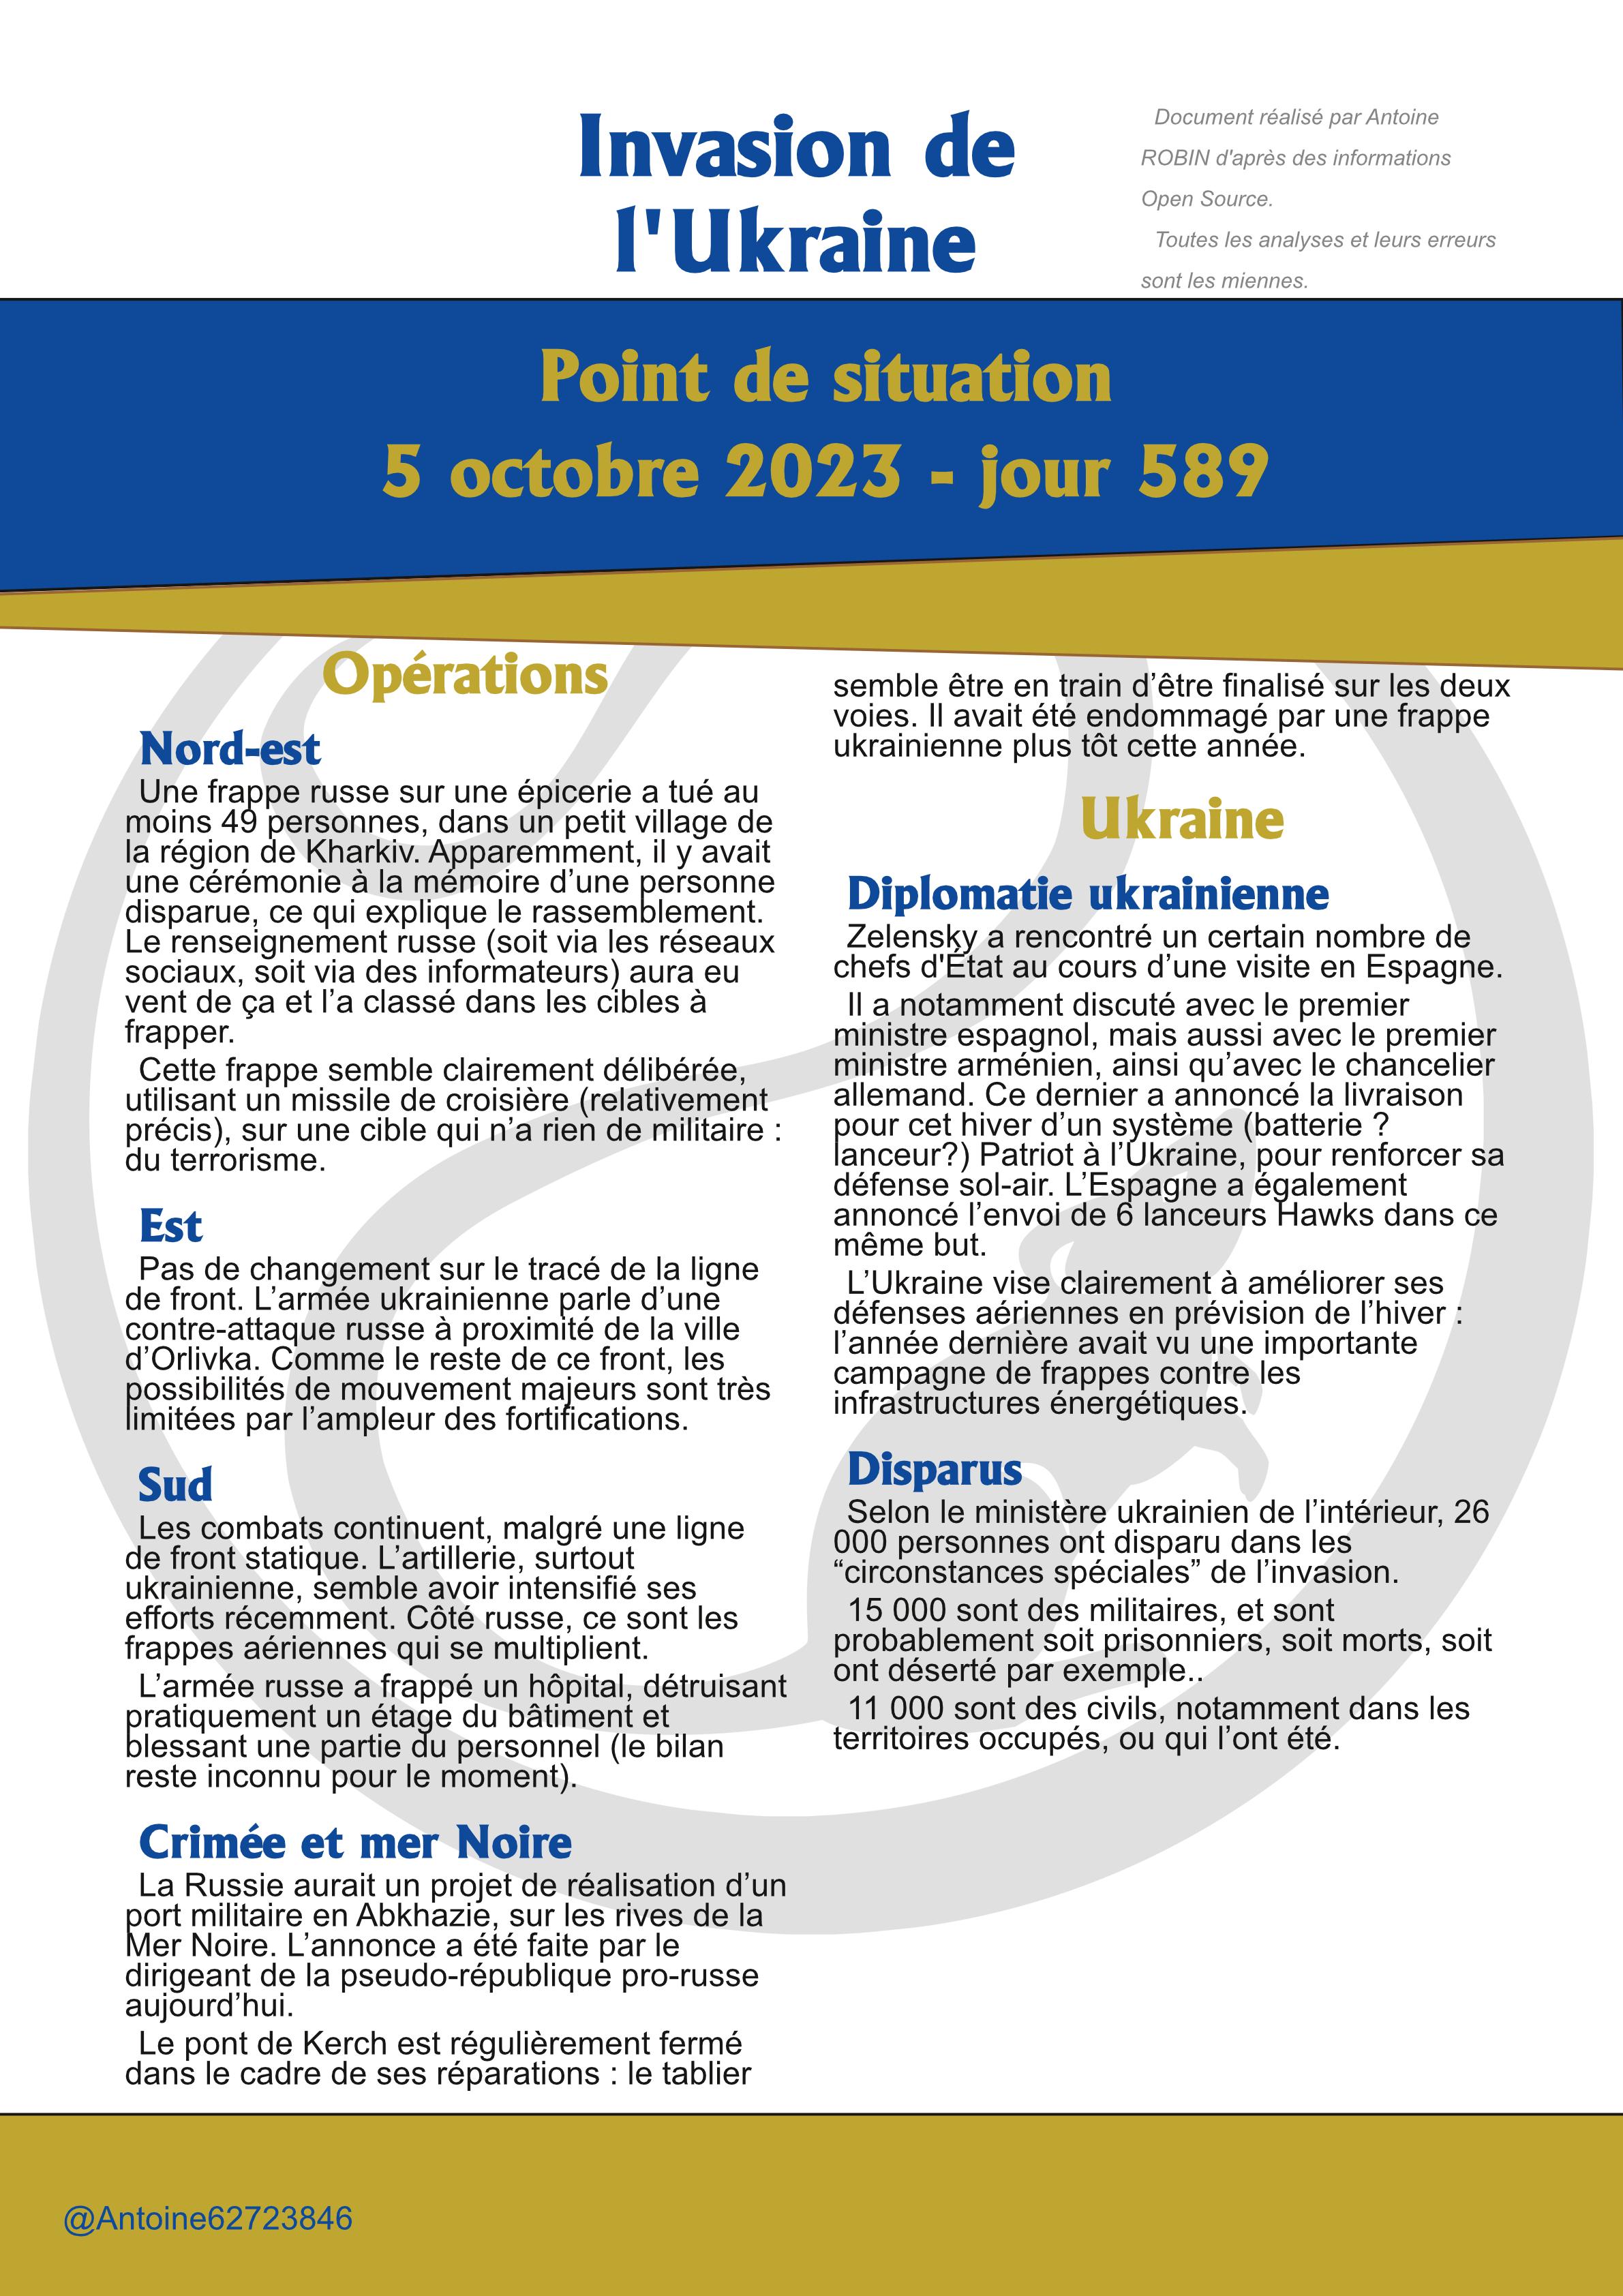 Invasion de
l'Ukraine
Document réalisé par Antoine
ROBIN d'après des informations
Open Source.
Toutes les analyses et leurs erreurs
sont les miennes.
Point de situation
5 octobre 2023 - jour 589
Opérations
Nord-est
Une frappe russe sur une épicerie a tué au
moins 49 personnes, dans un petit village de
la région de Kharkiv. Apparemment, il y avait
une cérémonie à la mémoire d’une personne
disparue, ce qui explique le rassemblement.
Le renseignement russe (soit via les réseaux
sociaux, soit via des informateurs) aura eu
vent de ça et l’a classé dans les cibles à
frapper.
Cette frappe semble clairement délibérée,
utilisant un missile de croisière (relativement
précis), sur une cible qui n’a rien de militaire :
du terrorisme.
Est
Pas de changement sur le tracé de la ligne
de front. L’armée ukrainienne parle d’une
contre-attaque russe à proximité de la ville
d’Orlivka. Comme le reste de ce front, les
possibilités de mouvement majeurs sont très
limitées par l’ampleur des fortifications.
Sud
Les combats continuent, malgré une ligne
de front statique. L’artillerie, surtout
ukrainienne, semble avoir intensifié ses
efforts récemment. Côté russe, ce sont les
frappes aériennes qui se multiplient.
L’armée russe a frappé un hôpital, détruisant
pratiquement un étage du bâtiment et
blessant une partie du personnel (le bilan
reste inconnu pour le moment).
Crimée et mer Noire
La Russie aurait un projet de réalisation d’un
port militaire en Abkhazie, sur les rives de la
Mer Noire. L’annonce a été faite par le
dirigeant de la pseudo-république pro-russe
aujourd’hui.
Le pont de Kerch est régulièrement fermé
dans le cadre de ses réparations : le tablier
semble être en train d’être finalisé sur les deux
voies. Il avait été endommagé par une frappe
ukrainienne plus tôt cette année.
Ukraine
Diplomatie ukrainienne
Zelensky a rencontré un certain nombre de
chefs d'État au cours d’une visite en Espagne.
Il a notamment discuté avec le premier
ministre espagnol, mais aussi avec le premier
ministre arménien, ainsi qu’avec le chancelier
allemand. Ce dernier a annoncé la livraison
pour cet hiver d’un système (batterie ?
lanceur?) Patriot à l’Ukraine, pour renforcer sa
défense sol-air. L’Espagne a également
annoncé l’envoi de 6 lanceurs Hawks dans ce
même but.
L’Ukraine vise clairement à améliorer ses
défenses aériennes en prévision de l’hiver :
l’année dernière avait vu une importante
campagne de frappes contre les
infrastructures énergétiques.
Disparus
Selon le ministère ukrainien de l’intérieur, 26
000 personnes ont disparu dans les
“circonstances spéciales” de l’invasion.
15 000 sont des militaires, et sont
probablement soit prisonniers, soit morts, soit
ont déserté par exemple..
11 000 sont des civils, notamment dans les
territoires occupés, ou qui l’ont été.
@Antoine62723846